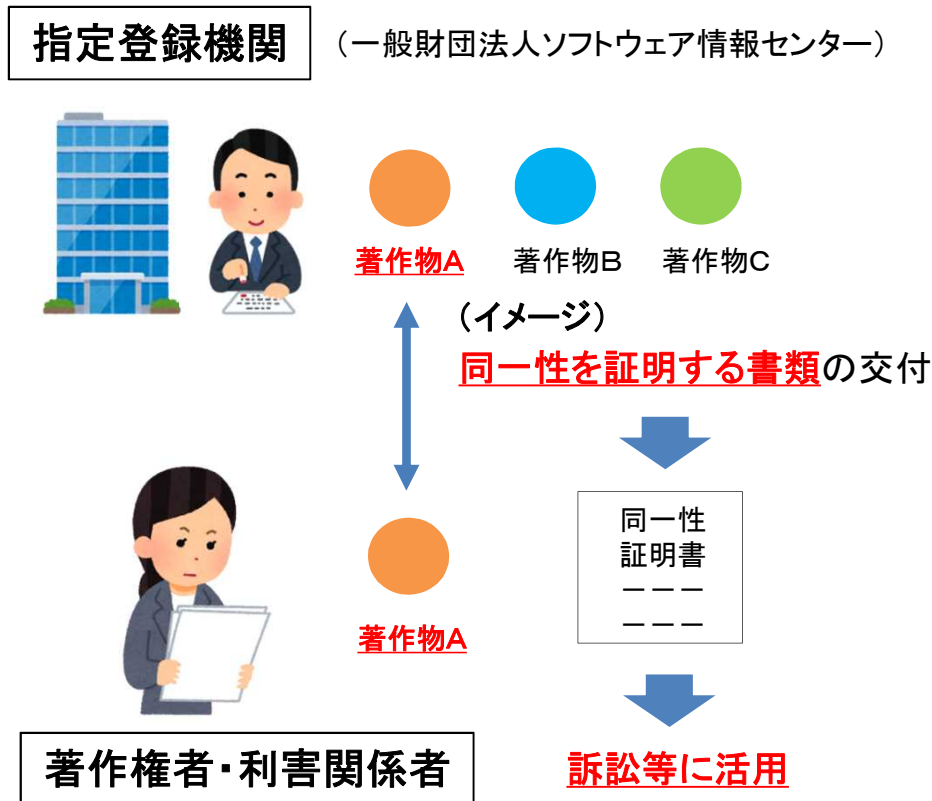 指定登録機関
（一般財団法人ソフトウェア情報センター）
著作物A
著作物B
著作物C
（イメージ）
同一性を証明する書類の交付
同一性
証明書
ーーー
ーーー
著作物A
著作権者・利害関係者
訴訟等に活用